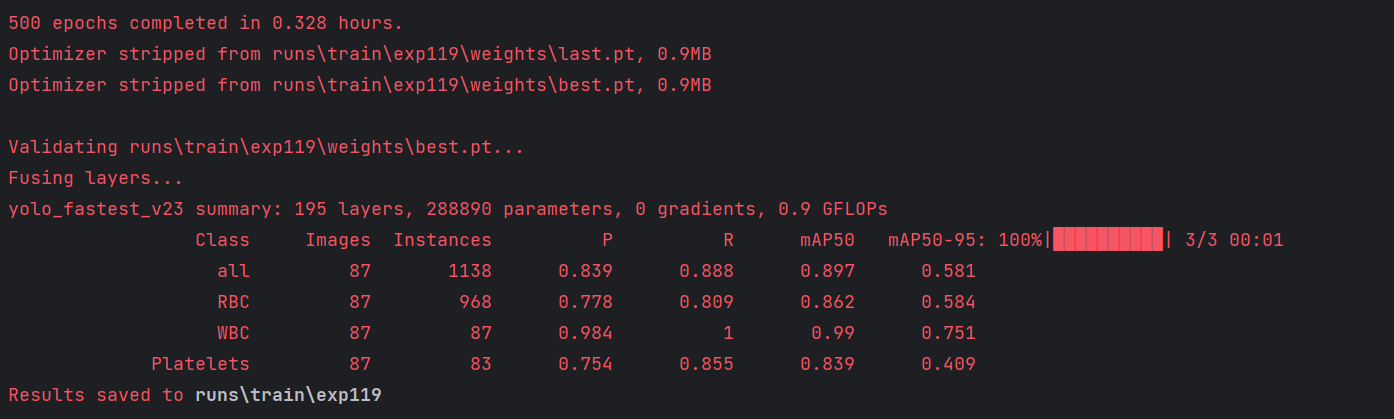 500 epochs completed in 0.328 hours.
Optimizer stripped from runs\train\exp119\weights\last.pt, 0.9MB
Optimizer stripped from runs\train\exp119\weights\best.pt, 0.9MB
Validating runs\train\exp119\weights\best.pt...
Fusing layers...
yolo_fastest_v23 summary: 195 layers, 288890 parameters, 0 gradients, 0.9 GFLOPs
Class Images Instances P R mAP50 mAP50-95: 100%|██████████| 3/3 00:01
all 87 1138 0.839 0.888 0.897 0.581
RBC 87 968 0.778 0.809 0.862 0.584
WBC 87 87 0.984 1 0.99 0.751
Platelets 87 83 0.754 0.855 0.839 0.409
Results saved to runs\train\exp119